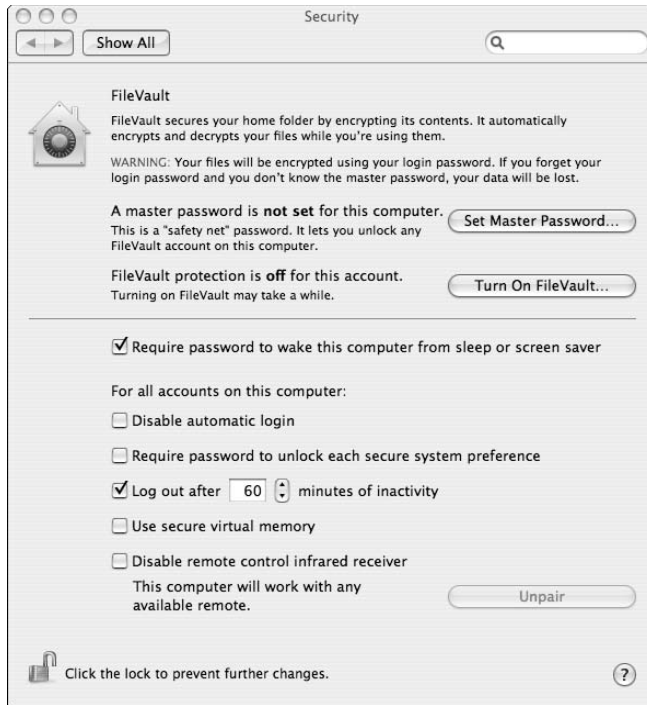 Security
Show All
FileVault
FileVault secures your home folder by encrypting its contents. It automatically
encrypts and decrypts your files while you're using them.
WARNING: Your files will be encrypted using your login password. If you forget your
login password and you don't know the master password, your data will be lost.
A master password is not set for this computer.
This is a "safety net" password. It lets you unlock any
FileVault account on this computer.
Set Master Password...
FileVault protection is off for this account.
Turning on FileVault may take a while.
Turn On FileVault...
Require password to wake this computer from sleep or screen saver
For all accounts on this computer:
Disable automatic login
Require password to unlock each secure system preference
Log out after 60 minutes of inactivity
Use secure virtual memory
Disable remote control infrared receiver
This computer will work with any
available remote.
Unpair
Click the lock to prevent further changes.
?